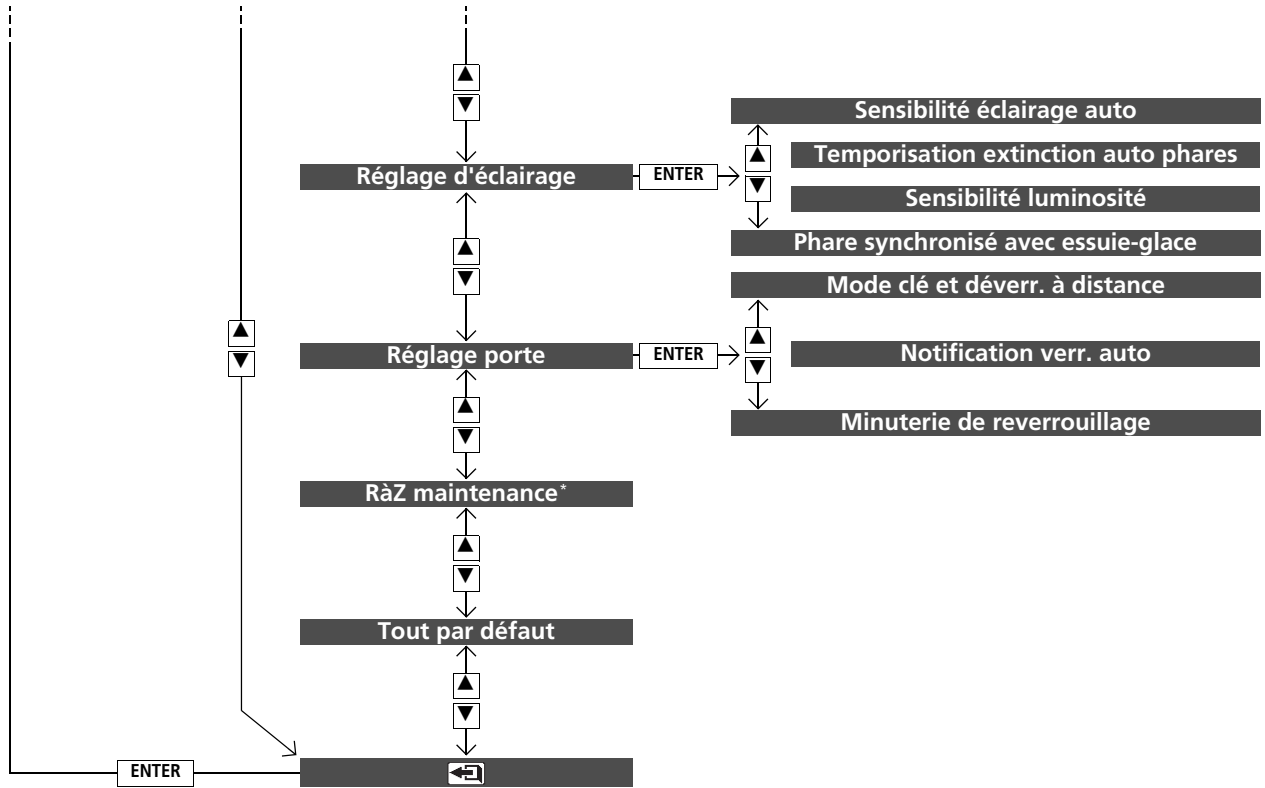 Sensibilité éclairage auto
Temporisation extinction auto phares
Réglage d'éclairage
ENTER
Sensibilité luminosité
Phare synchronisé avec essuie-glace
Mode clé et déverr. à distance
Réglage porte
ENTER
Notification verr. auto
Minuterie de reverrouillage
RàZ maintenance*
Tout par défaut
ENTER